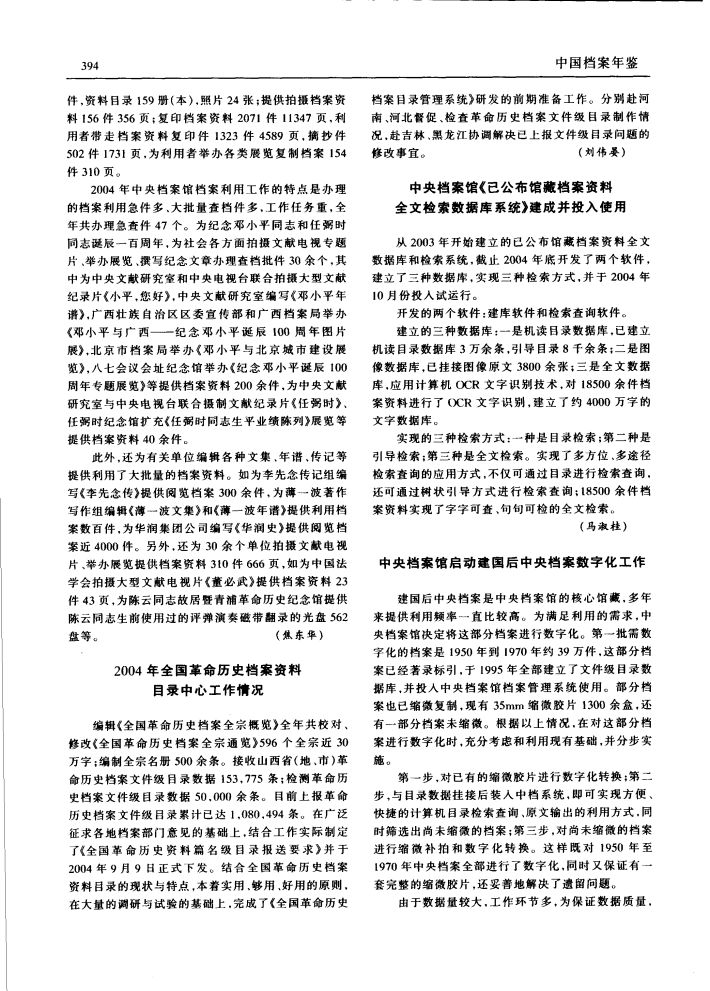 394
中国档案年鉴
件,资料目录 159 册(本),照片 24 张;提供拍摄档案资
料 156 件 356 页;复印档案资料 2071 件 11347 页,利
用者带走档案资料复印件 1323 件 4589 页,摘抄件
502 件 1731 页,为利用者举办各类展览复制档案 154
件 310 页。
2004 年中央档案馆档案利用工作的特点是办理
的档案利用急件多、大批量查档件多,工作任务重,全
年共办理急查件 47 个。为纪念邓小平同志和任弼时
同志诞辰一百周年,为社会各方面拍摄文献电视专题
片、举办展览、撰写纪念文章办理查档批件 30 余个,其
中为中央文献研究室和中央电视台联合拍摄大型文献
纪录片《小平,您好》,中央文献研究室编写《邓小平年
谱》,广西壮族自治区区委宣传部和广西档案局举办
《邓小平与广西——纪念邓小平诞辰 100 周年图片
展》,北京市档案局举办《邓小平与北京城市建设展
览》,八七会议会址纪念馆举办《纪念邓小平诞辰 100
周年专题展览》等提供档案资料 200 余件,为中央文献
研究室与中央电视台联合摄制文献纪录片《任弼时》、
任弼时纪念馆扩充《任弼时同志生平业绩陈列》展览等
提供档案资料 40 余件。
此外,还为有关单位编辑各种文集、年谱、传记等
提供利用了大批量的档案资料。如为李先念传记组编
写《李先念传》提供阅览档案 300 余件,为薄一波著作
写作组编辑《薄一波文集》和《薄一波年谱》提供利用档
案数百件,为华润集团公司编写《华润史》提供阅览档
案近 4000 件。另外,还为 30 余个单位拍摄文献电视
片、举办展览提供档案资料 310 件 666 页,如为中国法
学会拍摄大型文献电视片《董必武》提供档案资料 23
件 43 页,为陈云同志故居暨青浦革命历史纪念馆提供
陈云同志生前使用过的评弹演奏磁带翻录的光盘 562
盘等。 (焦东华)
2004 年全国革命历史档案资料
目录中心工作情况
编辑《全国革命历史档案全宗概览》全年共校对、
修改《全国革命历史档案全宗通览》596 个全宗近 30
万字;编制全宗名册 500 余条。接收山西省(地、市)革
命历史档案文件级目录数据 153,775 条;检测革命历
史档案文件级目录数据 50,000 余条。目前上报革命
历史档案文件级目录累计已达 1,080,494 条。在广泛
征求各地档案部门意见的基础上,结合工作实际制定
了《全国革命历史资料篇名级目录报送要求》并于
2004 年 9 月 9 日正式下发。结合全国革命历史档案
资料目录的现状与特点,本着实用、够用、好用的原则,
在大量的调研与试验的基础上,完成了《全国革命历史
档案目录管理系统》研发的前期准备工作。分别赴河
南、河北督促、检查革命历史档案文件级目录制作情
况,赴吉林、黑龙江协调解决已上报文件级目录问题的
修改事宜。 (刘伟晏)
中央档案馆《已公布馆藏档案资料
全文检索数据库系统》建成并投入使用
从 2003 年开始建立的已公布馆藏档案资料全文
数据库和检索系统,截止 2004 年底开发了两个软件,
建立了三种数据库,实现三种检索方式,并于 2004 年
10 月份投入试运行。
开发的两个软件:建库软件和检索查询软件。
建立的三种数据库:一是机读目录数据库,已建立
机读目录数据库 3 万余条,引导目录 8 千余条;二是图
像数据库,已挂接图像原文 3800 余张;三是全文数据
库,应用计算机 OCR 文字识别技术,对 18500 余件档
案资料进行了 OCR 文字识别,建立了约 4000 万字的
文字数据库。
实现的三种检索方式:一种是目录检索;第二种是
引导检索;第三种是全文检索。实现了多方位、多途径
检索查询的应用方式,不仅可通过目录进行检索查询,
还可通过树状引导方式进行检索查询;18500 余件档
案资料实现了字字可查、句句可检的全文检索。
(马淑桂)
中央档案馆启动建国后中央档案数字化工作
建国后中央档案是中央档案馆的核心馆藏,多年
来提供利用频率一直比较高。为满足利用的需求,中
央档案馆决定将这部分档案进行数字化。第一批需数
字化的档案是 1950 年到 1970 年约 39 万件,这部分档
案已经著录标引,于 1995 年全部建立了文件级目录数
据库,并投入中央档案馆档案管理系统使用。部分档
案也已缩微复制,现有 35mm 缩微胶片 1300 余盒,还
有一部分档案未缩微。根据以上情况,在对这部分档
案进行数字化时,充分考虑和利用现有基础,并分步实
施。
第一步,对已有的缩微胶片进行数字化转换;第二
步,与目录数据挂接后装入中档系统,即可实现方便、
快捷的计算机目录检索查询、原文输出的利用方式,同
时筛选出尚未缩微的档案;第三步,对尚未缩微的档案
进行缩微补拍和数字化转换。这样既对 1950 年至
1970 年中央档案全部进行了数字化,同时又保证有一
套完整的缩微胶片,还妥善地解决了遗留问题。
由于数据量较大,工作环节多,为保证数据质量,